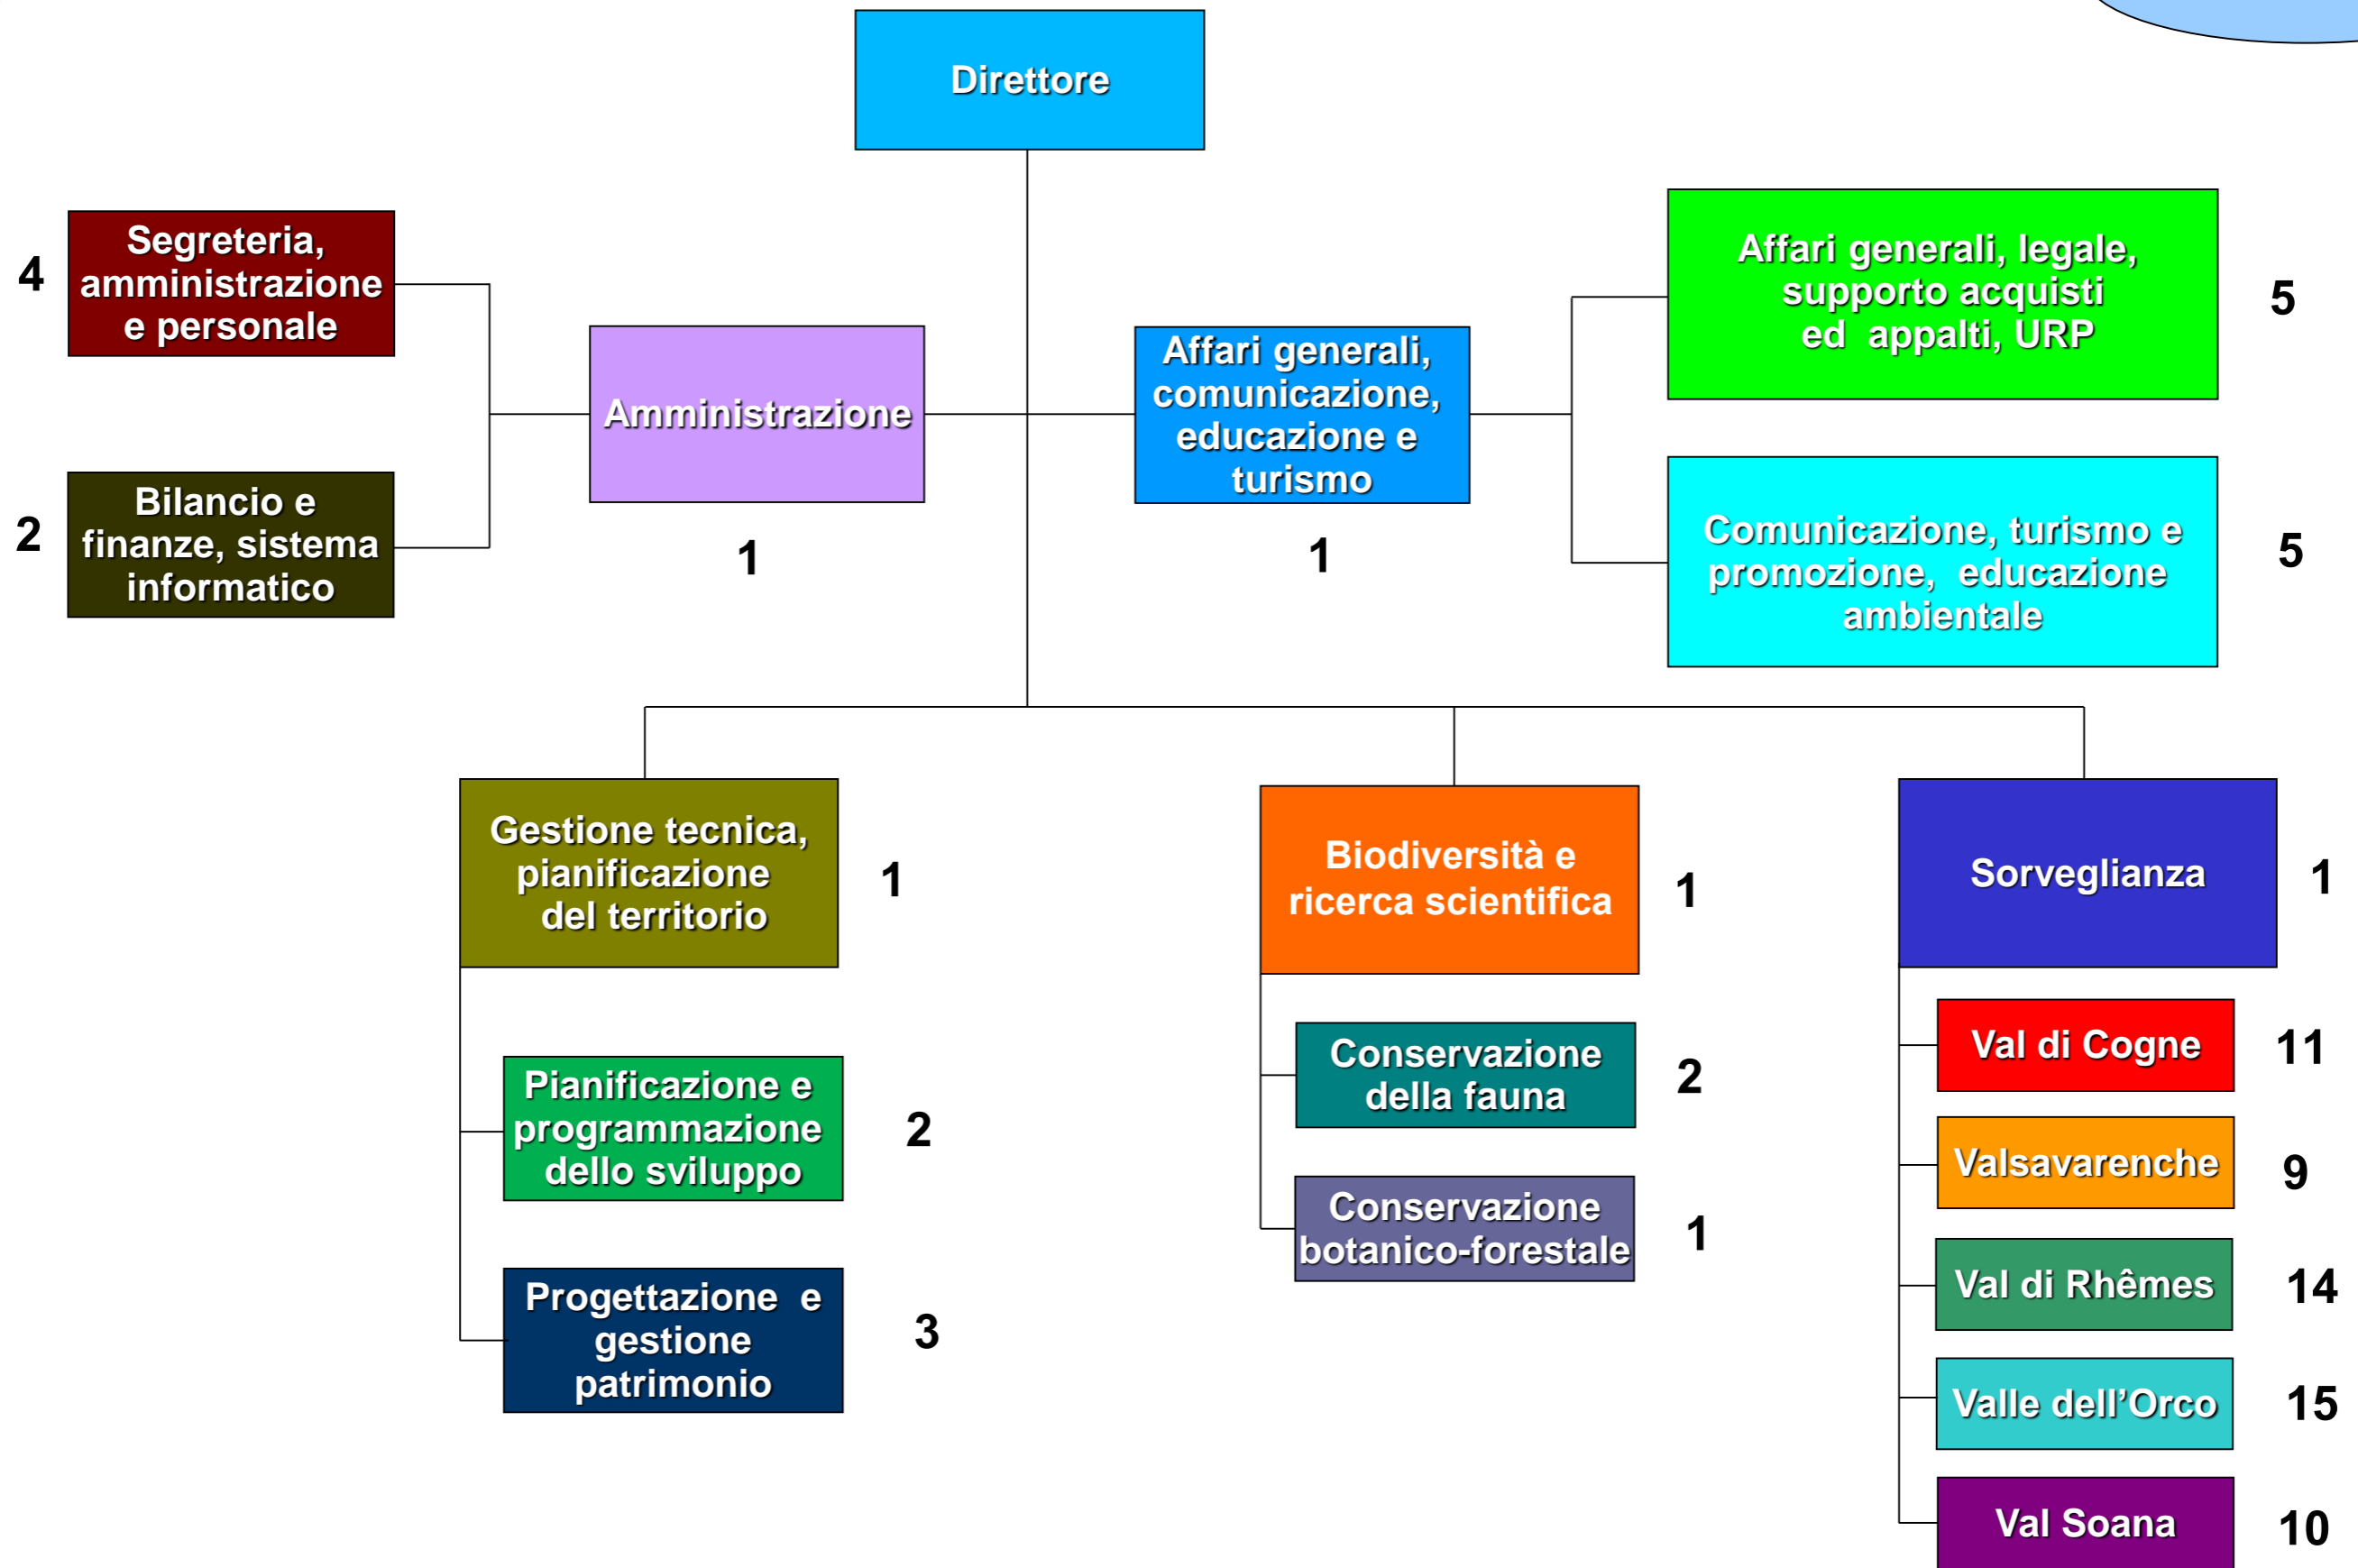 Direttore
Segreteria,
amministrazione
e personale
4
Bilancio e
finanze, sistema
informatico
2
Amministrazione
1
Affari generali,
comunicazione,
educazione e
turismo
1
Affari generali, legale,
supporto acquisti
ed appalti, URP
5
Comunicazione, turismo e
promozione, educazione
ambientale
5
Gestione tecnica,
pianificazione
del territorio
1
Pianificazione e
programmazione
dello sviluppo
2
Progettazione e
gestione
patrimonio
3
Biodiversità e
ricerca scientifica
1
Conservazione
della fauna
2
Conservazione
botanico-forestale
1
Sorveglianza
1
Val di Cogne
11
Valsavarenche
9
Val di Rhêmes
14
Valle dell’Orco
15
Val Soana
10